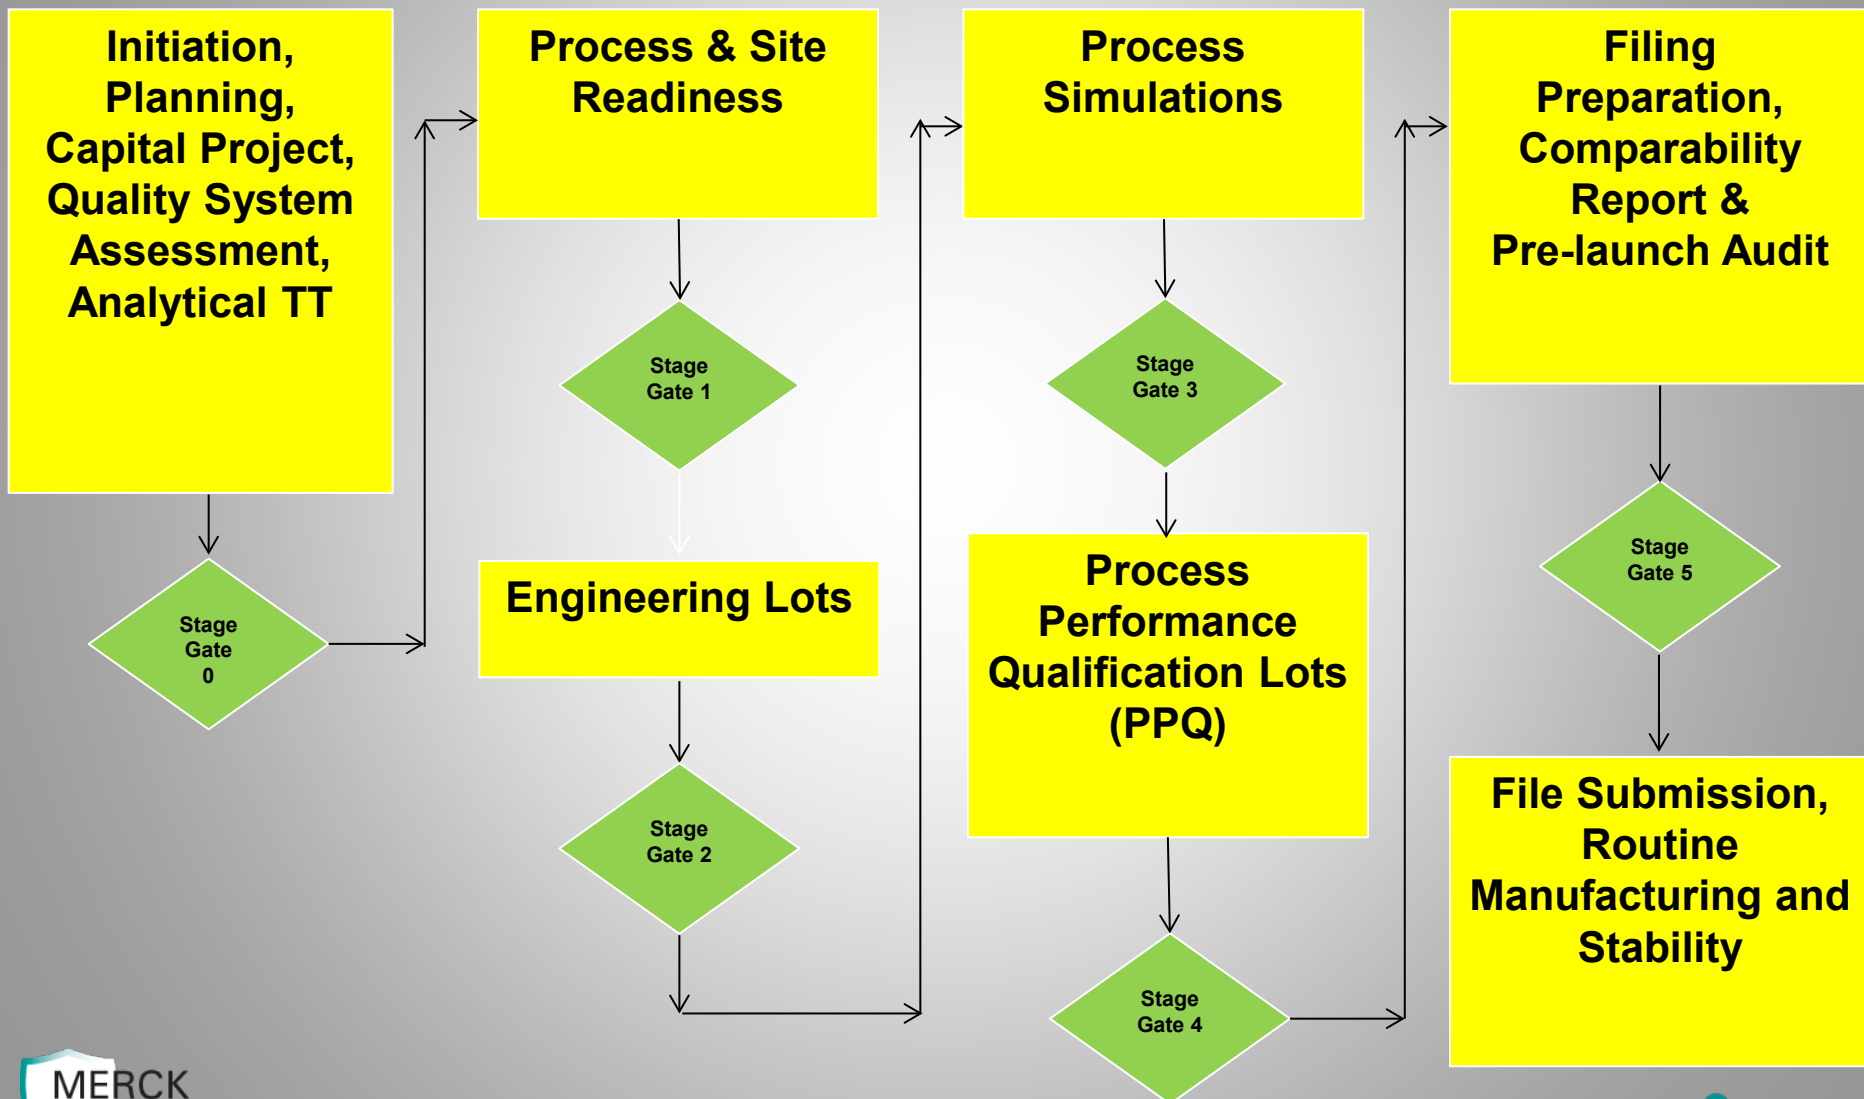 Initiation,
Planning,
Capital Project,
Quality System
Assessment,
Analytical TT
Stage
Gate
0
Process & Site
Readiness
Stage
Gate 1
Engineering Lots
Stage
Gate 2
Process
Simulations
Stage
Gate 3
Process
Performance
Qualification Lots
(PPQ)
Stage
Gate 4
Filing
Preparation,
Comparability
Report &
Pre-launch Audit
Stage
Gate 5
File Submission,
Routine
Manufacturing and
Stability
MERCK